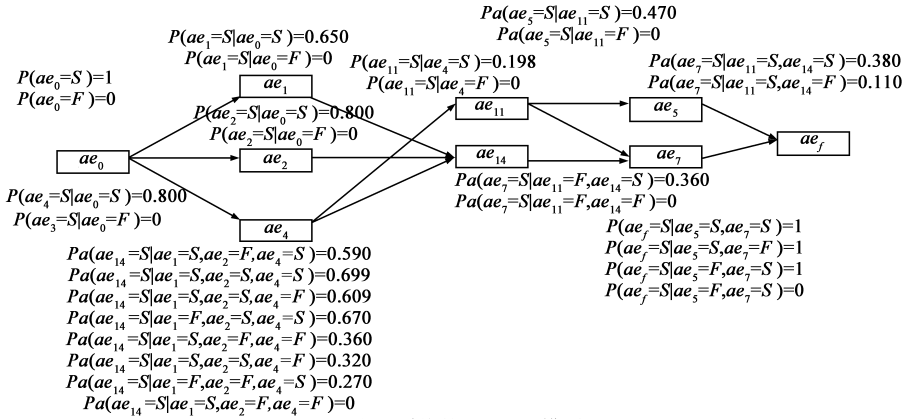 Pa(ae₅=S|ae₁₁=S)=0.470
Pa(ae₅=S|ae₁₁=F)=0
P(ae₁=S|ae₀=S)=0.650
P(ae₁=S|ae₀=F)=0
Pa(ae₁₁=S|ae₄=S)=0.198
Pa(ae₁₁=S|ae₄=F)=0
Pa(ae₇=S|ae₁₁=S,ae₁₄=S)=0.380
Pa(ae₇=S|ae₁₁=S,ae₁₄=F)=0.110
P(ae₀=S)=1
P(ae₀=F)=0
ae₁
ae₁₁
ae₅
P(ae₂=S|ae₀=S)=0.800
P(ae₂=S|ae₀=F)=0
ae_f
ae₀
ae₂
ae₁₄
ae₇
P(ae₄=S|ae₀=S)=0.800
P(ae₃=S|ae₀=F)=0
Pa(ae₇=S|ae₁₁=F,ae₁₄=S)=0.360
Pa(ae₇=S|ae₁₁=F,ae₁₄=F)=0
ae₄
P(ae_f=S|ae₅=S,ae₇=S)=1
P(ae_f=S|ae₅=S,ae₇=F)=1
P(ae_f=S|ae₅=F,ae₇=S)=1
P(ae_f=S|ae₅=F,ae₇=S)=0
Pa(ae₁₄=S|ae₁=S,ae₂=F,ae₄=S)=0.590
Pa(ae₁₄=S|ae₁=S,ae₂=S,ae₄=S)=0.699
Pa(ae₁₄=S|ae₁=S,ae₂=S,ae₄=F)=0.609
Pa(ae₁₄=S|ae₁=F,ae₂=S,ae₄=S)=0.670
Pa(ae₁₄=S|ae₁=S,ae₂=F,ae₄=F)=0.360
Pa(ae₁₄=S|ae₁=S,ae₂=S,ae₄=F)=0.320
Pa(ae₁₄=S|ae₁=F,ae₂=F,ae₄=S)=0.270
Pa(ae₁₄=S|ae₁=S,ae₂=F,ae₄=F)=0